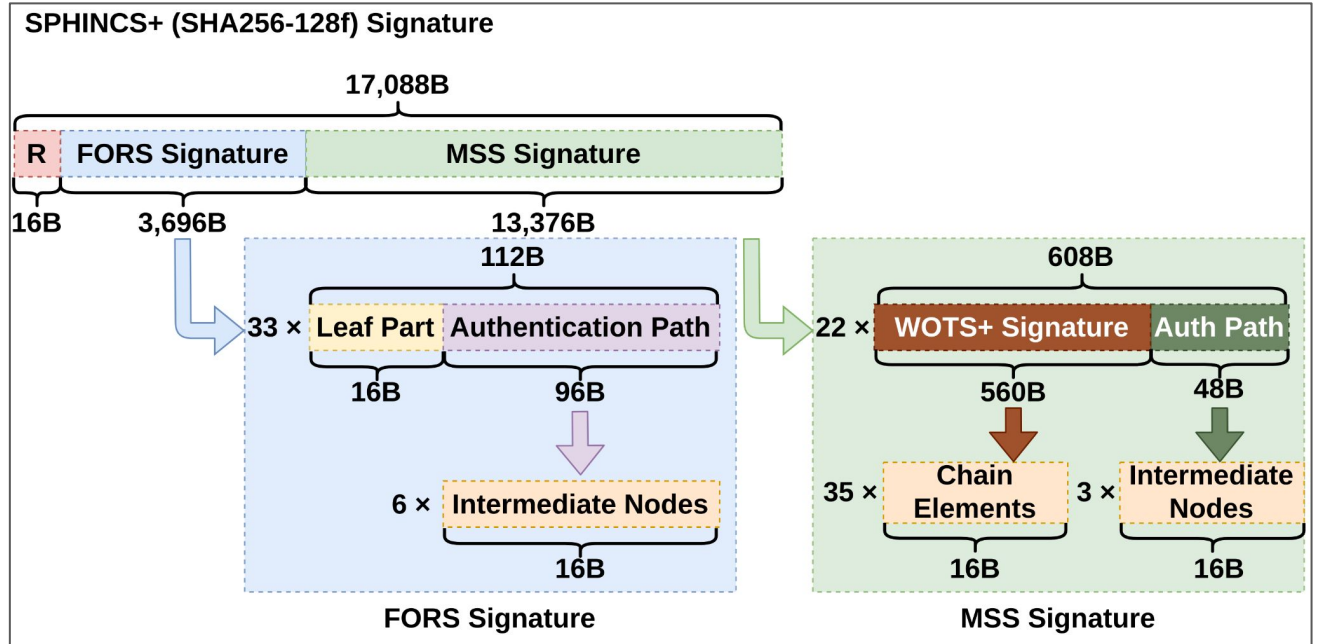 SPHINCS+ (SHA256-128f) Signature
17,088B
R FORS Signature MSS Signature
16B 3,696B 13,376B
112B
33 × Leaf Part Authentication Path
16B 96B
6 × Intermediate Nodes
16B
FORS Signature
608B
22 × WOTS+ Signature Auth Path
560B 48B
35 × Chain
Elements
16B
3 × Intermediate
Nodes
16B
MSS Signature